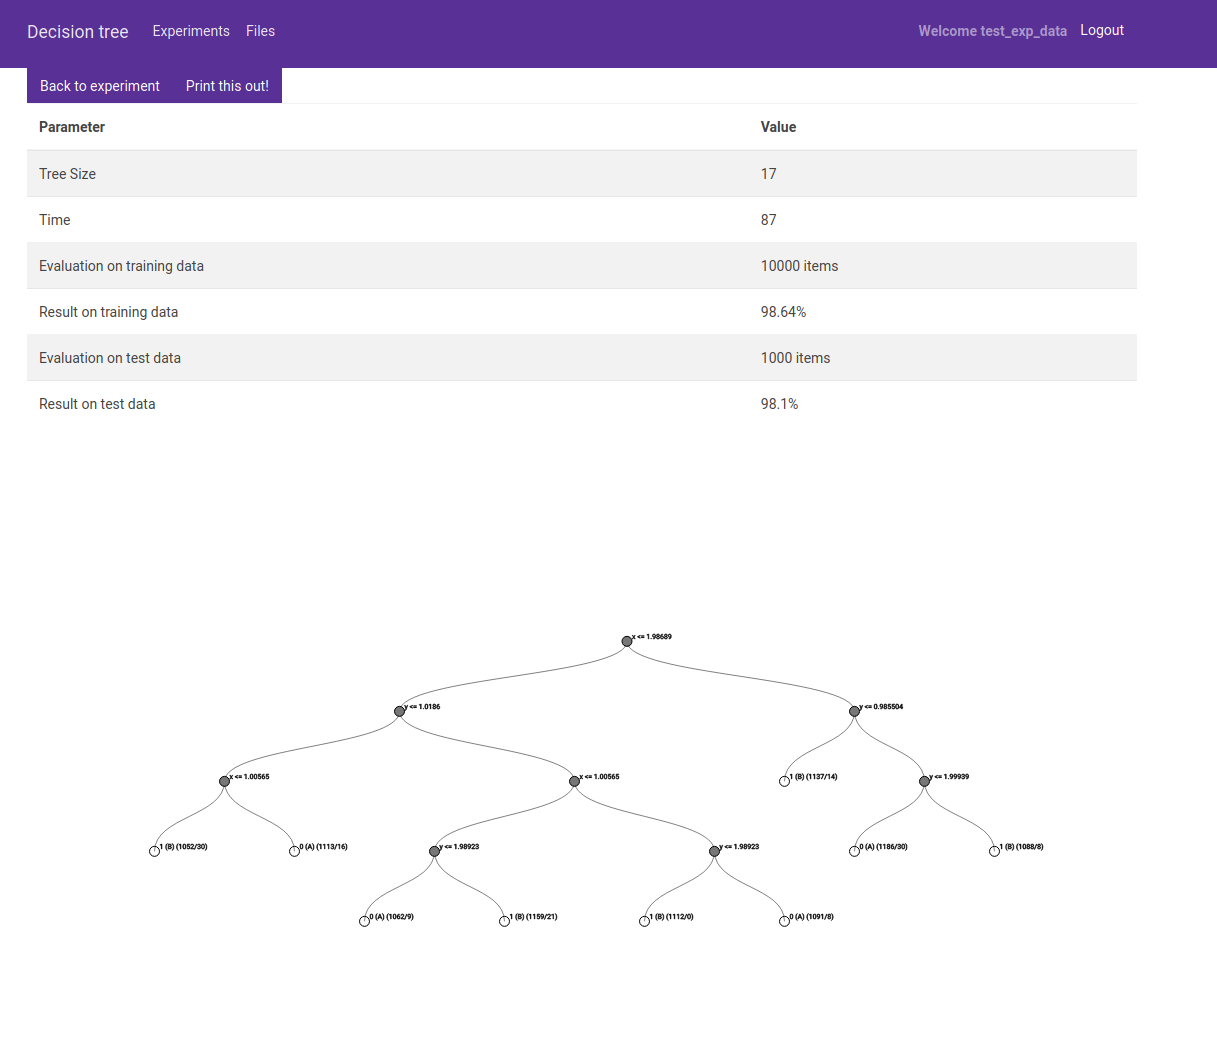 Decision tree Experiments Files Welcome test_exp_data Logout
Back to experiment Print this out!
Parameter Value
Tree Size 17
Time 87
Evaluation on training data 10000 items
Result on training data 98.64%
Evaluation on test data 1000 items
Result on test data 98.1%
x <= 1.98689
y <= 1.0186 y <= 0.985504
x <= 1.00565 x <= 1.00565 1 (B) (1137/14) y <= 1.99939
1 (B) (1052/30) 0 (A) (1113/16) y <= 1.98923 y <= 1.98923 0 (A) (1186/30) 1 (B) (1088/8)
0 (A) (1062/9) 1 (B) (1159/21) 1 (B) (1112/0) 0 (A) (1091/8)